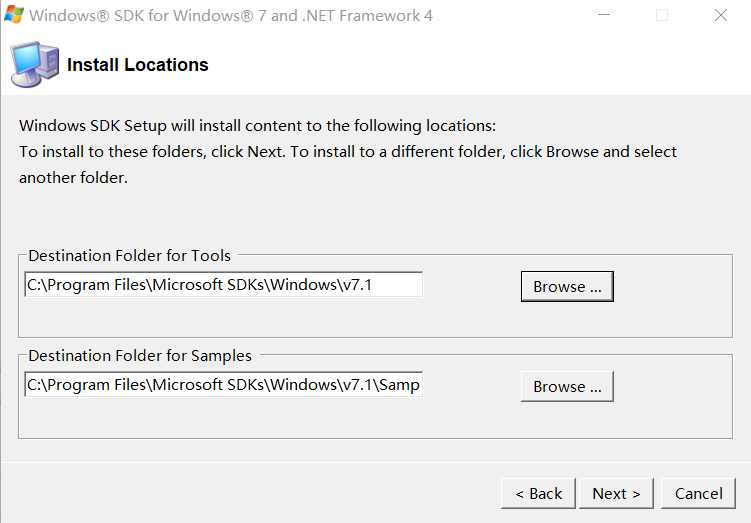 Windows® SDK for Windows® 7 and .NET Framework 4
Install Locations
Windows SDK Setup will install content to the following locations:
To install to these folders, click Next. To install to a different folder, click Browse and select
another folder.
Destination Folder for Tools
C:\Program Files\Microsoft SDKs\Windows\v7.1
Browse ...
Destination Folder for Samples
C:\Program Files\Microsoft SDKs\Windows\v7.1\Samp
Browse ...
< Back
Next >
Cancel